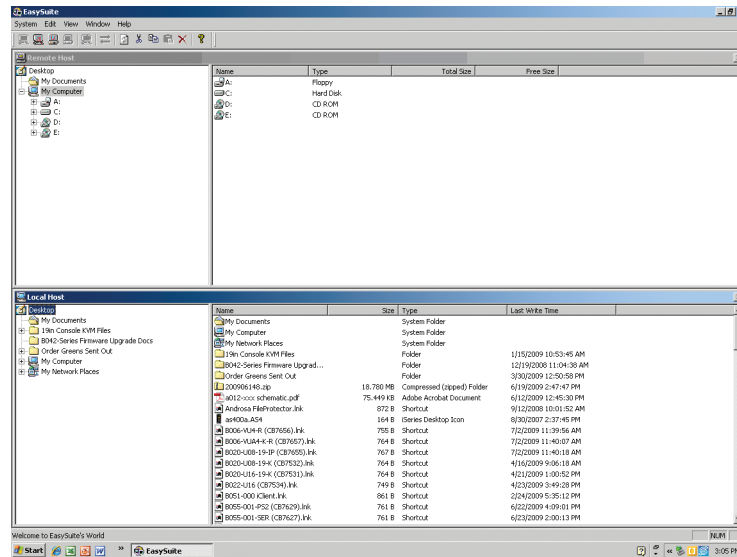 EasySuite
System Edit View Window Help
Remote Host
Desktop
My Documents
My Computer
A:
C:
D:
E:
Name Type Total Size Free Size
A: Floppy
C: Hard Disk
D: CD ROM
E: CD ROM
Local Host
Desktop
My Documents
19in Console KVM Files
B042-Series Firmware Upgrade Docs
Order Greens Sent Out
My Computer
My Network Places
Name Size Type Last Write Time
My Documents System Folder
My Computer System Folder
My Network Places System Folder
19in Console KVM Files Folder 1/15/2009 10:53:45 AM
B042-Series Firmware Upgrad... Folder 12/19/2008 11:04:38 AM
Order Greens Sent Out Folder 3/30/2009 12:50:58 PM
200906148.zip 18.780 MB Compressed (zipped) Folder 6/19/2009 2:47:47 PM
a012-xxx schematic.pdf 75.449 KB Adobe Acrobat Document 6/12/2009 12:45:30 PM
Androsa FileProtector.lnk 872 B Shortcut 9/12/2008 10:01:52 AM
as400a.AS4 164 B iSeries Desktop Icon 8/30/2007 2:37:45 PM
B006-VU4-R (CB7656).lnk 755 B Shortcut 7/2/2009 11:39:56 AM
B006-VUA4-K-R (CB7657).lnk 764 B Shortcut 7/2/2009 11:40:07 AM
B020-U08-19-IP (CB7655).lnk 767 B Shortcut 7/2/2009 11:40:18 AM
B020-U08-19-K (CB7532).lnk 764 B Shortcut 4/16/2009 9:06:18 AM
B020-U16-19-K (CB7531).lnk 764 B Shortcut 4/21/2009 1:00:52 PM
B022-U16 (CB7534).lnk 749 B Shortcut 4/23/2009 3:49:28 PM
B051-000 iClient.lnk 861 B Shortcut 2/24/2009 5:35:12 PM
B055-001-PS2 (CB7629).lnk 761 B Shortcut 6/22/2009 4:09:01 PM
B055-001-SER (CB7627).lnk 761 B Shortcut 6/23/2009 2:00:13 PM
Welcome to EasySuite's World NUM
Start » EasySuite « 3:05 PM